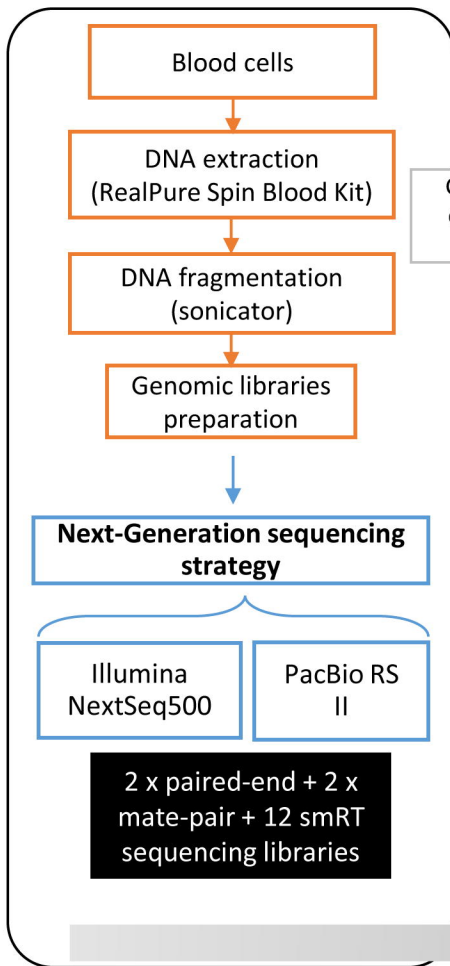 Blood cells
DNA extraction
(RealPure Spin Blood Kit)
DNA fragmentation
(sonicator)
Genomic libraries
preparation
Next-Generation sequencing
strategy
Illumina
NextSeq500
PacBio RS
II
2 x paired-end + 2 x
mate-pair + 12 smRT
sequencing libraries